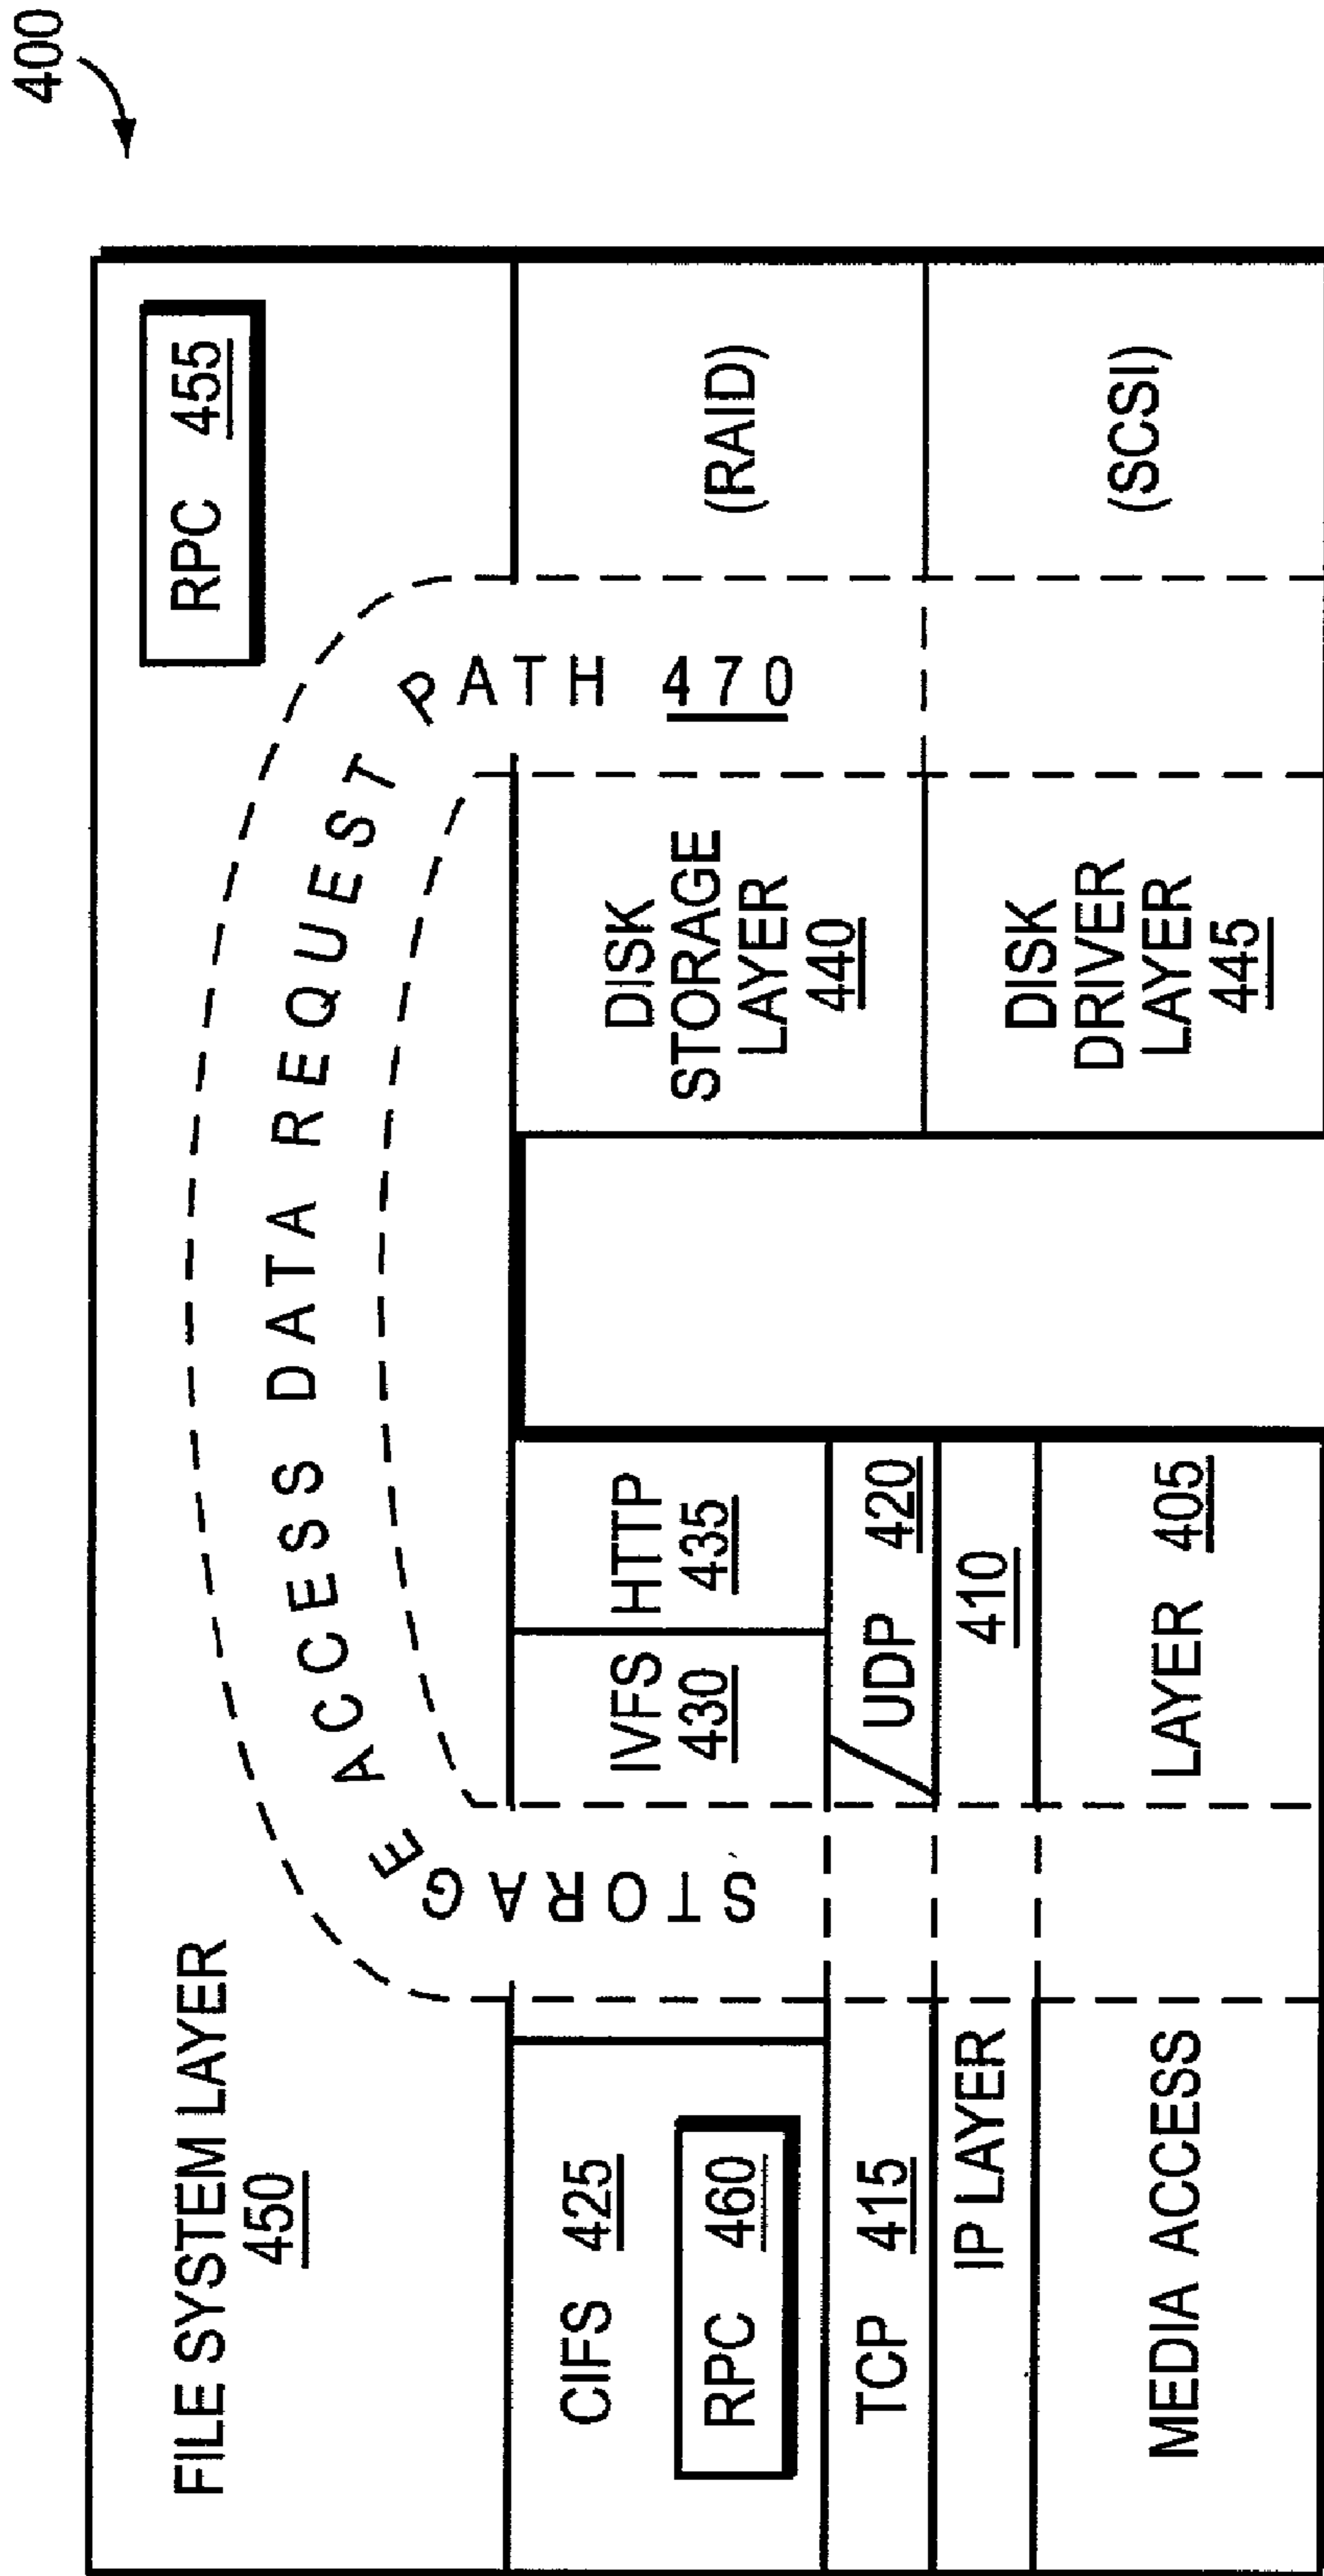 400
FILE SYSTEM LAYER
450
RPC 455
STORAGE ACCESS DATA REQUEST PATH 470
CIFS 425
RPC 460
IVFS
430
HTTP
435
TCP 415
UDP 420
IP LAYER 410
MEDIA ACCESS LAYER 405
DISK
STORAGE
LAYER
440
(RAID)
DISK
DRIVER
LAYER
445
(SCSI)